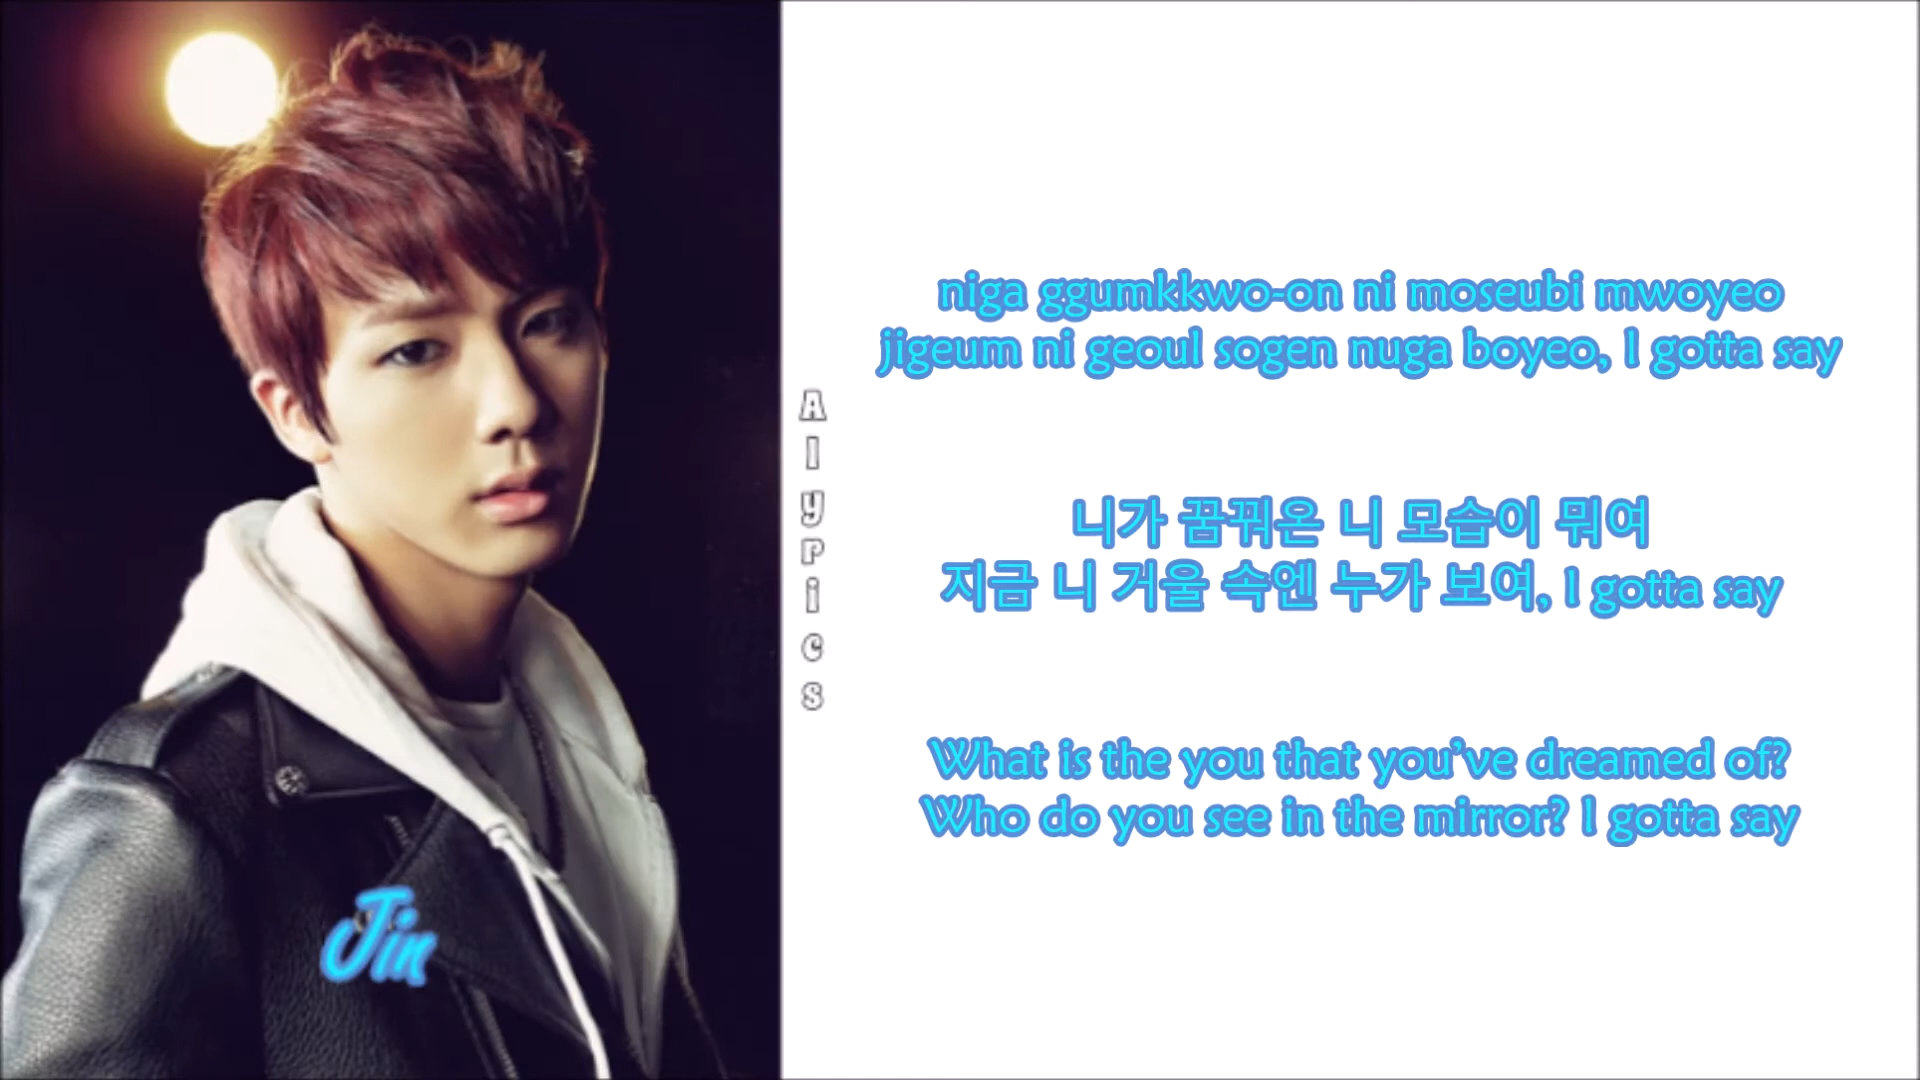 niga ggumkkwo-on ni moseubi mwoyeo
jigeum ni geoul sogen nuga boyeo, I gotta say
니가 꿈꿔온 니 모습이 뭐여
지금 니 거울 속엔 누가 보여, I gotta say
What is the you that you've dreamed of?
Who do you see in the mirror? I gotta say
Alypics
Jin